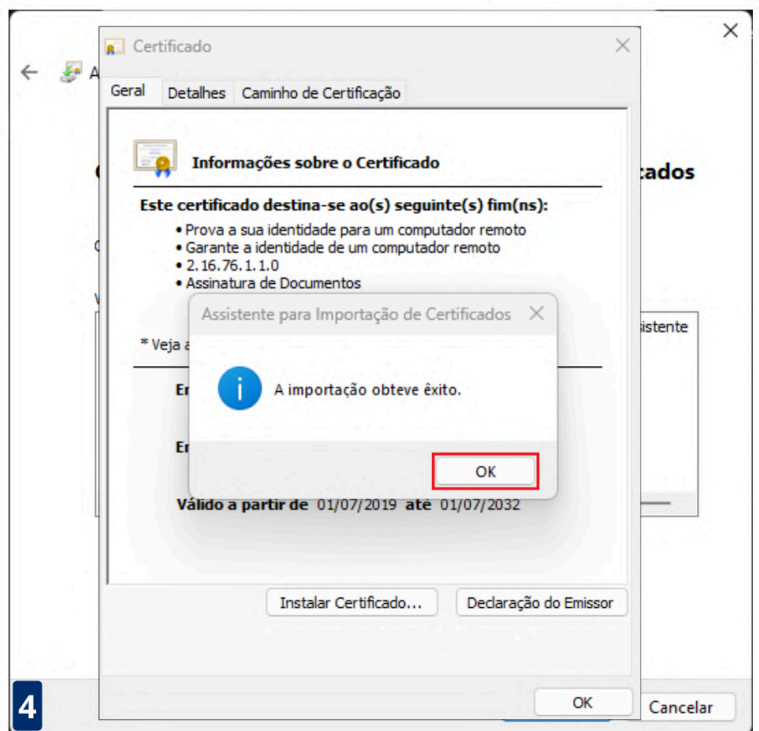 Certificado
Geral Detalhes Caminho de Certificação
Informações sobre o Certificado
Este certificado destina-se ao(s) seguinte(s) fim(ns):
• Prova a sua identidade para um computador remoto
• Garante a identidade de um computador remoto
• 2.16.76.1.1.0
• Assinatura de Documentos
Assistente para Importação de Certificados
* Veja
A importação obteve êxito.
OK
Válido a partir de 01/07/2019 até 01/07/2032
Instalar Certificado... Declaração do Emissor
OK
Cancelar
4